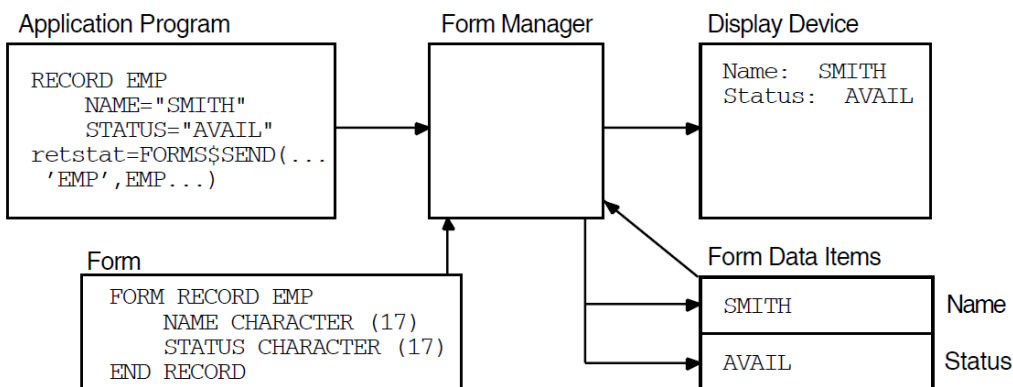 Application Program
RECORD EMP
NAME="SMITH"
STATUS="AVAIL"
retstat=FORMS$SEND(...
'EMP',EMP...)
Form Manager
Display Device
Name: SMITH
Status: AVAIL
Form
FORM RECORD EMP
NAME CHARACTER (17)
STATUS CHARACTER (17)
END RECORD
Form Data Items
SMITH Name
AVAIL Status